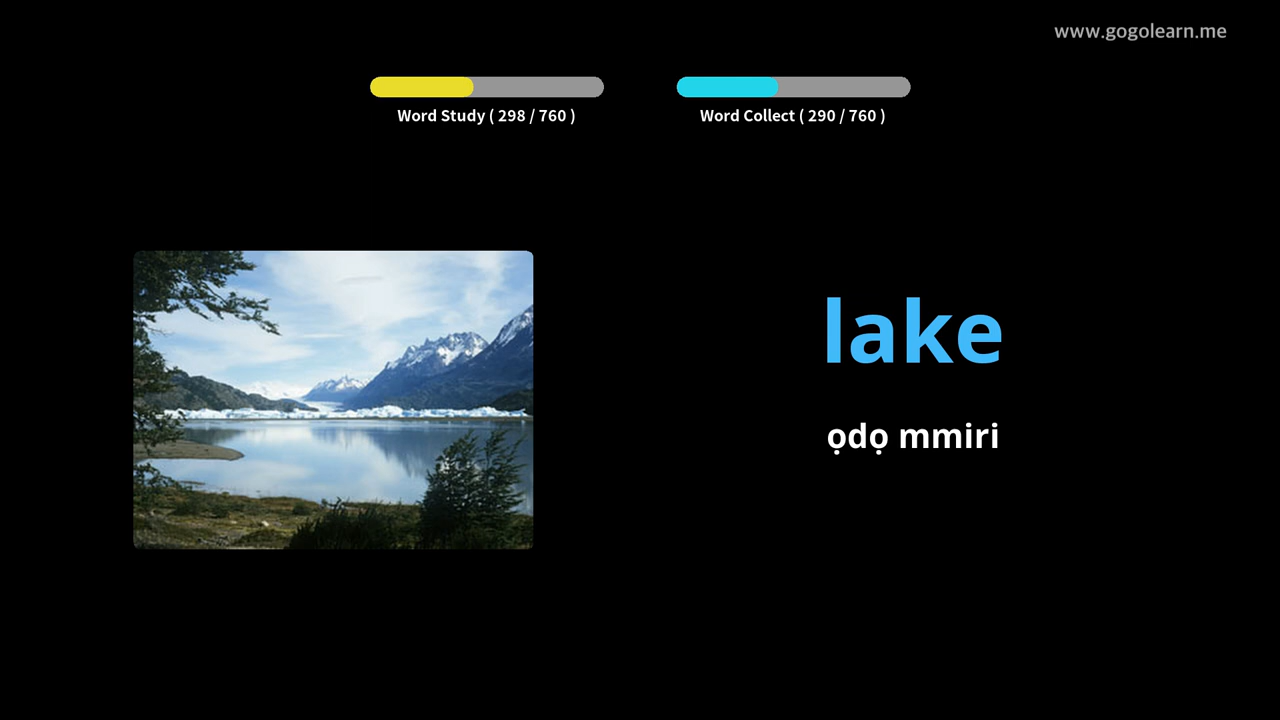 www.gogolearn.me
Word Study ( 298 / 760 )
Word Collect ( 290 / 760 )
lake
ọdọ mmiri